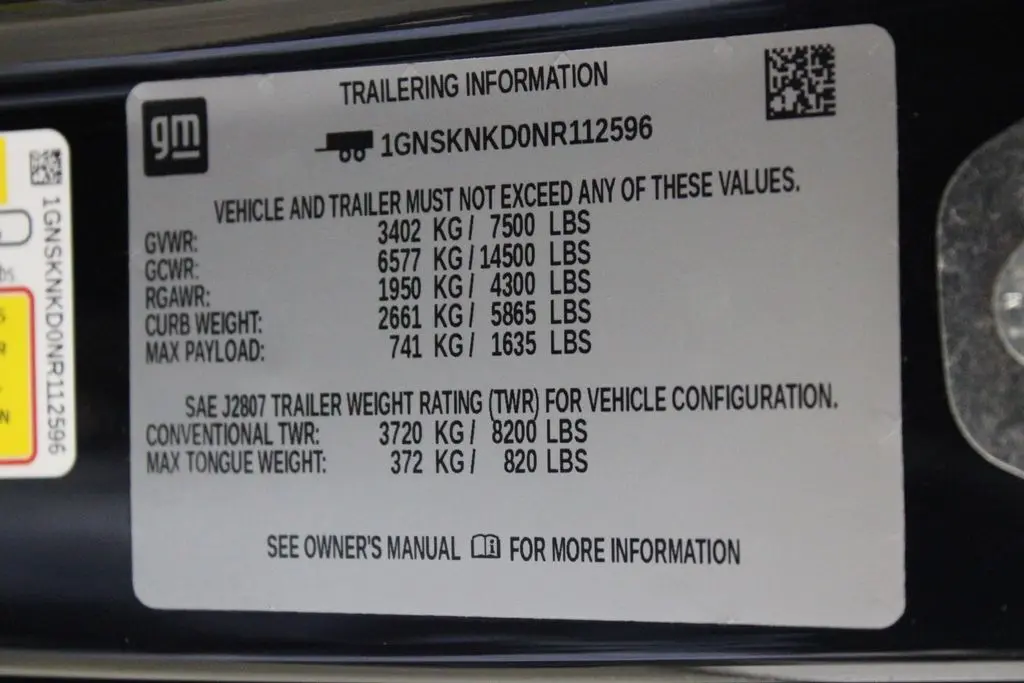 gm
TRAILERING INFORMATION
1GNSKNKD0NR112596
VEHICLE AND TRAILER MUST NOT EXCEED ANY OF THESE VALUES.
GVWR: 3402 KG/ 7500 LBS
GCWR: 6577 KG/14500 LBS
RGAWR: 1950 KG/ 4300 LBS
CURB WEIGHT: 2661 KG/ 5865 LBS
MAX PAYLOAD: 741 KG/ 1635 LBS
SAE J2807 TRAILER WEIGHT RATING (TWR) FOR VEHICLE CONFIGURATION.
CONVENTIONAL TWR: 3720 KG/ 8200 LBS
MAX TONGUE WEIGHT: 372 KG/ 820 LBS
SEE OWNER'S MANUAL FOR MORE INFORMATION
1GNSKNKD0NR112596